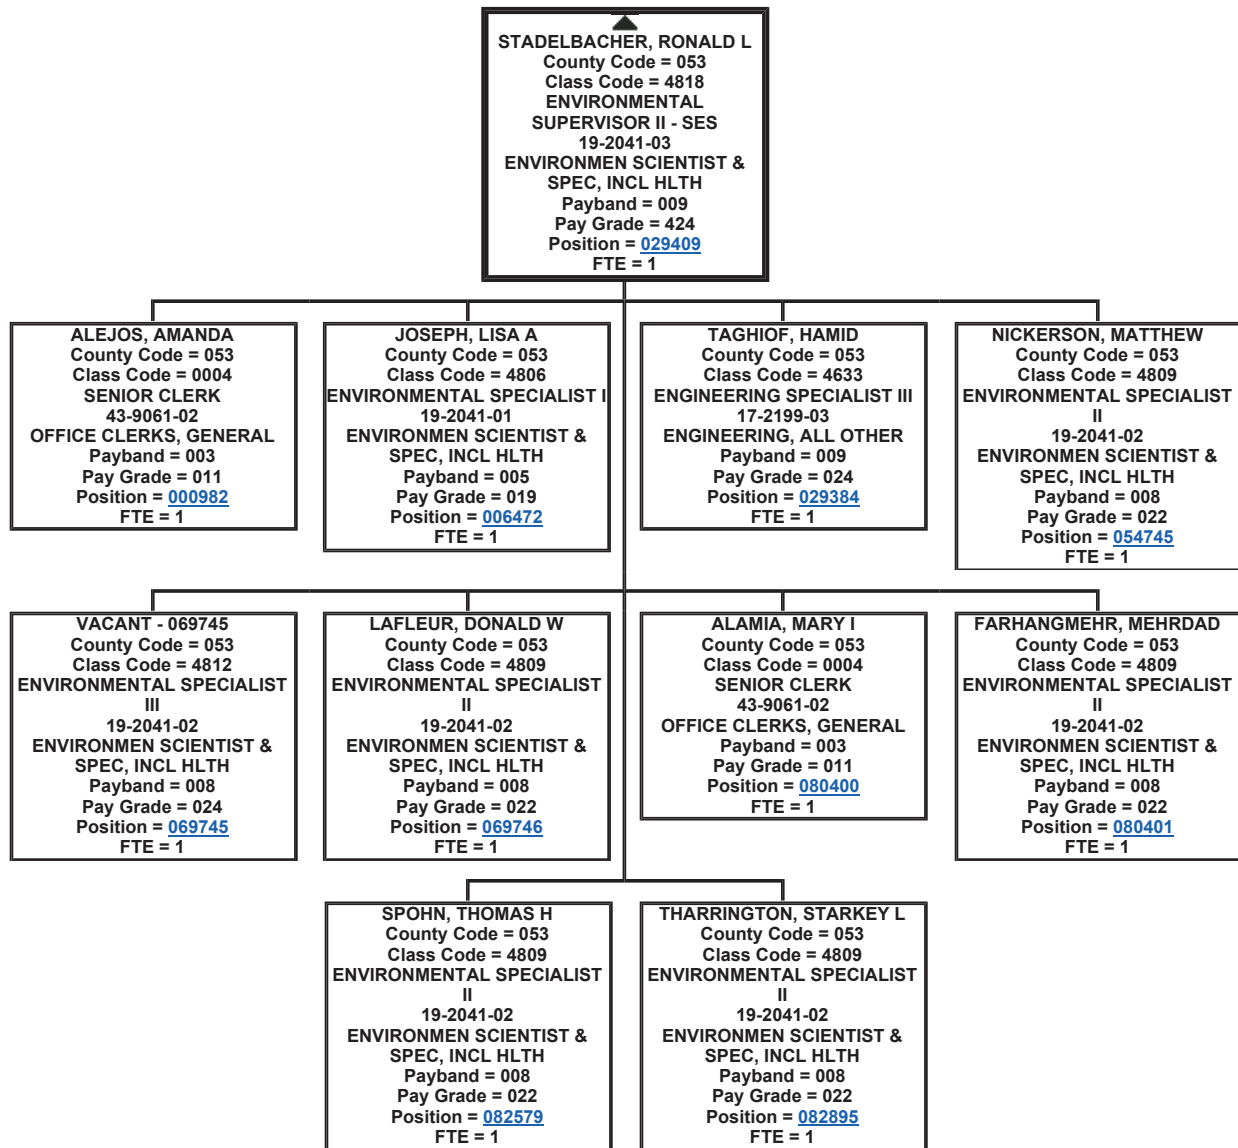 STADELBACHER, RONALD L
County Code = 053
Class Code = 4818
ENVIRONMENTAL
SUPERVISOR II - SES
19-2041-03
ENVIRONMEN SCIENTIST &
SPEC, INCL HLTH
Payband = 009
Pay Grade = 424
Position = 029409
FTE = 1
ALEJOS, AMANDA
County Code = 053
Class Code = 0004
SENIOR CLERK
43-9061-02
OFFICE CLERKS, GENERAL
Payband = 003
Pay Grade = 011
Position = 000982
FTE = 1
JOSEPH, LISA A
County Code = 053
Class Code = 4806
ENVIRONMENTAL SPECIALIST I
19-2041-01
ENVIRONMEN SCIENTIST &
SPEC, INCL HLTH
Payband = 005
Pay Grade = 019
Position = 006472
FTE = 1
TAGHIOF, HAMID
County Code = 053
Class Code = 4633
ENGINEERING SPECIALIST III
17-2199-03
ENGINEERING, ALL OTHER
Payband = 009
Pay Grade = 024
Position = 029384
FTE = 1
NICKERSON, MATTHEW
County Code = 053
Class Code = 4809
ENVIRONMENTAL SPECIALIST
II
19-2041-02
ENVIRONMEN SCIENTIST &
SPEC, INCL HLTH
Payband = 008
Pay Grade = 022
Position = 054745
FTE = 1
VACANT - 069745
County Code = 053
Class Code = 4812
ENVIRONMENTAL SPECIALIST
III
19-2041-02
ENVIRONMEN SCIENTIST &
SPEC, INCL HLTH
Payband = 008
Pay Grade = 024
Position = 069745
FTE = 1
LAFLEUR, DONALD W
County Code = 053
Class Code = 4809
ENVIRONMENTAL SPECIALIST
II
19-2041-02
ENVIRONMEN SCIENTIST &
SPEC, INCL HLTH
Payband = 008
Pay Grade = 022
Position = 069746
FTE = 1
ALAMIA, MARY I
County Code = 053
Class Code = 0004
SENIOR CLERK
43-9061-02
OFFICE CLERKS, GENERAL
Payband = 003
Pay Grade = 011
Position = 080400
FTE = 1
FARHANGMEHR, MEHRDAD
County Code = 053
Class Code = 4809
ENVIRONMENTAL SPECIALIST
II
19-2041-02
ENVIRONMEN SCIENTIST &
SPEC, INCL HLTH
Payband = 008
Pay Grade = 022
Position = 080401
FTE = 1
SPOHN, THOMAS H
County Code = 053
Class Code = 4809
ENVIRONMENTAL SPECIALIST
II
19-2041-02
ENVIRONMEN SCIENTIST &
SPEC, INCL HLTH
Payband = 008
Pay Grade = 022
Position = 082579
FTE = 1
THARRINGTON, STARKEY L
County Code = 053
Class Code = 4809
ENVIRONMENTAL SPECIALIST
II
19-2041-02
ENVIRONMEN SCIENTIST &
SPEC, INCL HLTH
Payband = 008
Pay Grade = 022
Position = 082895
FTE = 1